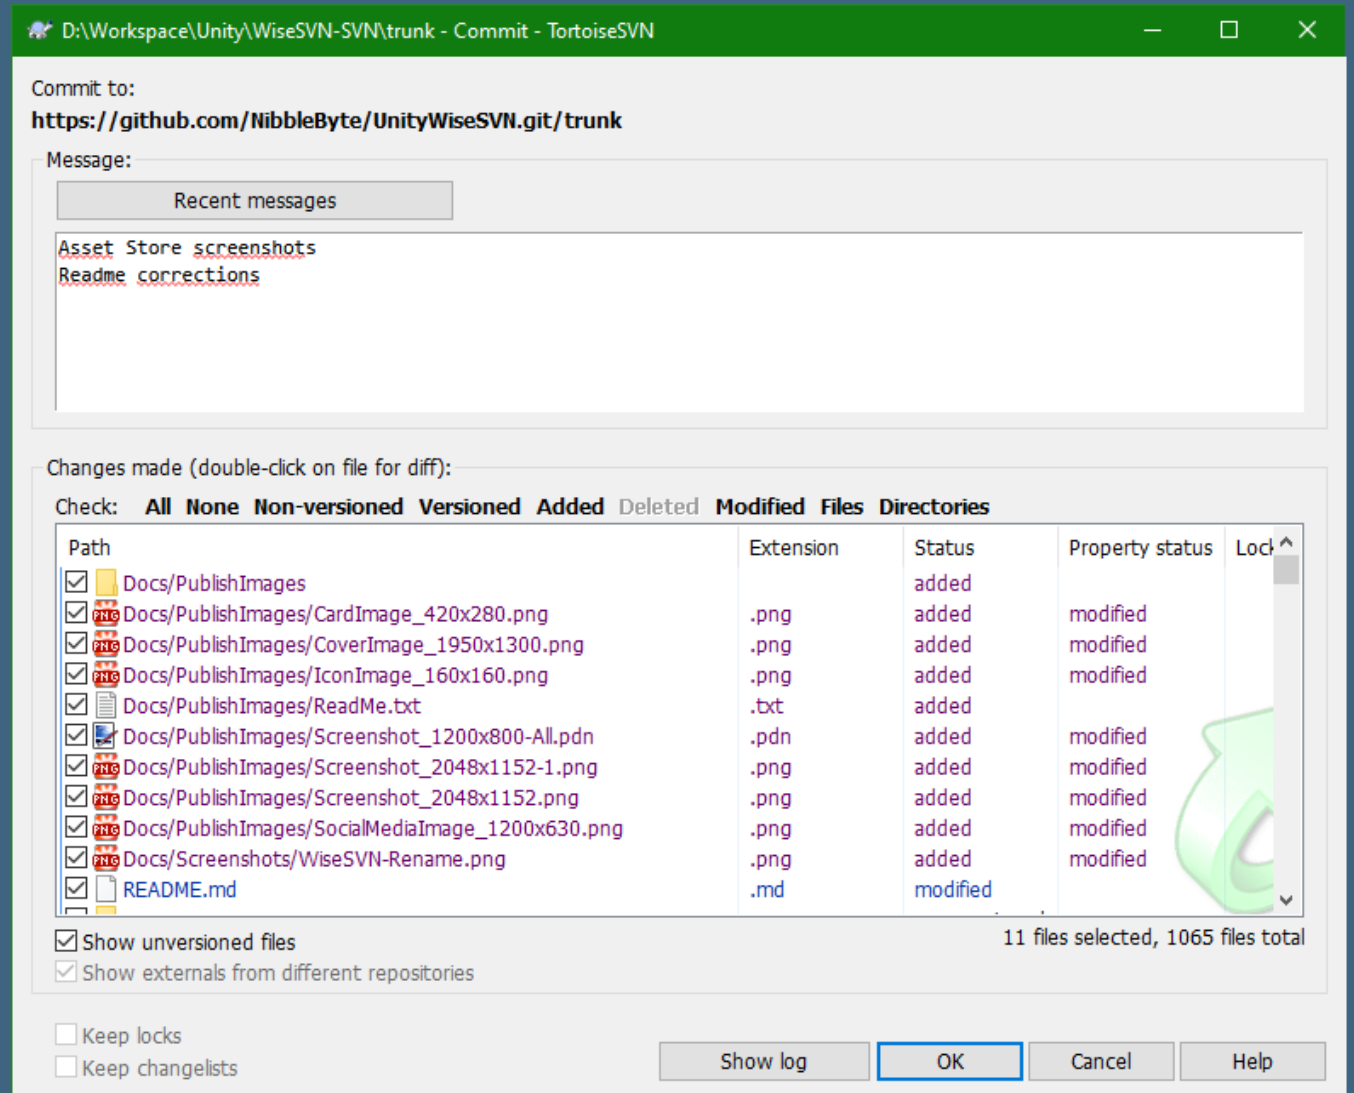 D:\Workspace\Unity\WiseSVN-SVN\trunk - Commit - TortoiseSVN
Commit to:
https://github.com/NibbleByte/UnityWiseSVN.git/trunk
Message:
Recent messages
Asset Store screenshots
Readme corrections
Changes made (double-click on file for diff):
Check: All None Non-versioned Versioned Added Deleted Modified Files Directories
Path Extension Status Property status Lock
Docs/PublishImages added
Docs/PublishImages/CardImage_420x280.png .png added modified
Docs/PublishImages/CoverImage_1950x1300.png .png added modified
Docs/PublishImages/IconImage_160x160.png .png added modified
Docs/PublishImages/ReadMe.txt .txt added
Docs/PublishImages/Screenshot_1200x800-All.pdn .pdn added modified
Docs/PublishImages/Screenshot_2048x1152-1.png .png added modified
Docs/PublishImages/Screenshot_2048x1152.png .png added modified
Docs/PublishImages/SocialMediaImage_1200x630.png .png added modified
Docs/Screenshots/WiseSVN-Rename.png .png added modified
README.md .md modified
Show unversioned files
11 files selected, 1065 files total
Show externals from different repositories
Keep locks
Keep changelists
Show log OK Cancel Help